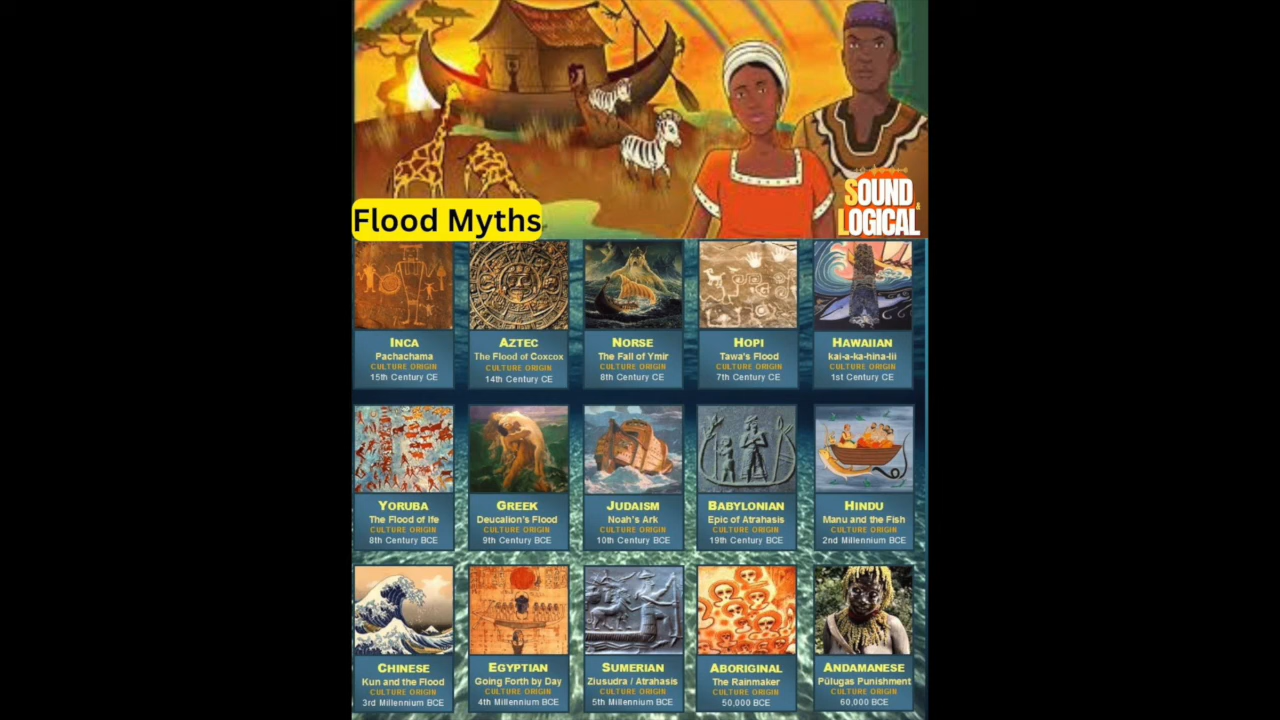 SOUND &
LOGICAL
Flood Myths
INCA
Pachachama
CULTURE ORIGIN
15th Century CE
AZTEC
The Flood of Coxcox
CULTURE ORIGIN
14th Century CE
NORSE
The Fall of Ymir
CULTURE ORIGIN
8th Century CE
HOPI
Tawa's Flood
CULTURE ORIGIN
7th Century CE
HAWAIIAN
kai-a-ka-hina-lii
CULTURE ORIGIN
1st Century CE
YORUBA
The Flood of Ife
CULTURE ORIGIN
8th Century BCE
GREEK
Deucalion's Flood
CULTURE ORIGIN
9th Century BCE
JUDAISM
Noah's Ark
CULTURE ORIGIN
10th Century BCE
BABYLONIAN
Epic of Atrahasis
CULTURE ORIGIN
19th Century BCE
HINDU
Manu and the Fish
CULTURE ORIGIN
2nd Millennium BCE
CHINESE
Kun and the Flood
CULTURE ORIGIN
3rd Millennium BCE
EGYPTIAN
Going Forth by Day
CULTURE ORIGIN
4th Millennium BCE
SUMERIAN
Ziusudra / Atrahasis
CULTURE ORIGIN
5th Millennium BCE
ABORIGINAL
The Rainmaker
CULTURE ORIGIN
50,000 BCE
ANDAMANESE
Pūlugas Punishment
CULTURE ORIGIN
60,000 BCE